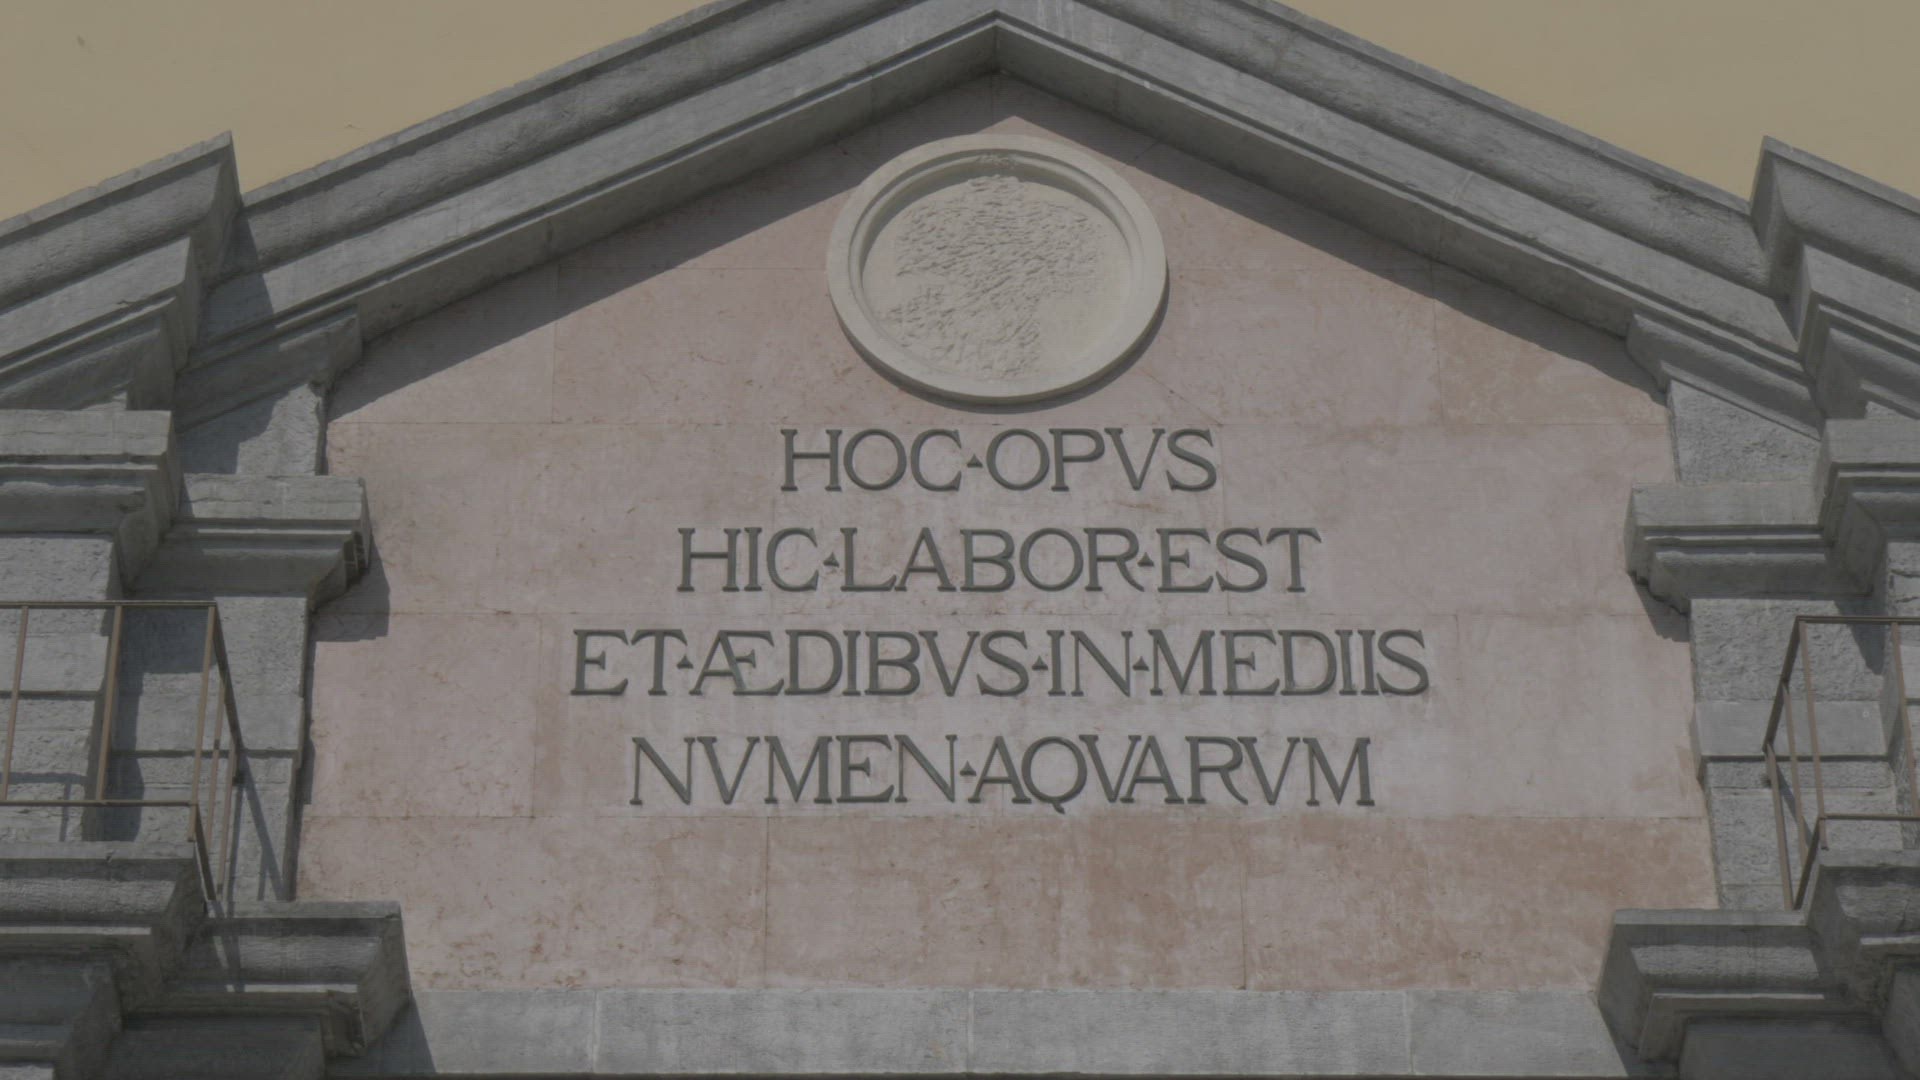 HOC·OPVS
HIC·LABOR·EST
ET·ÆDIBVS·IN·MEDIIS
NVMEN·AQVARVM